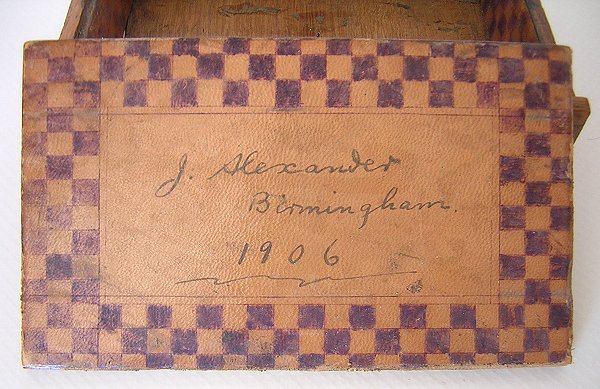 J. Alexander
Birmingham.
1906